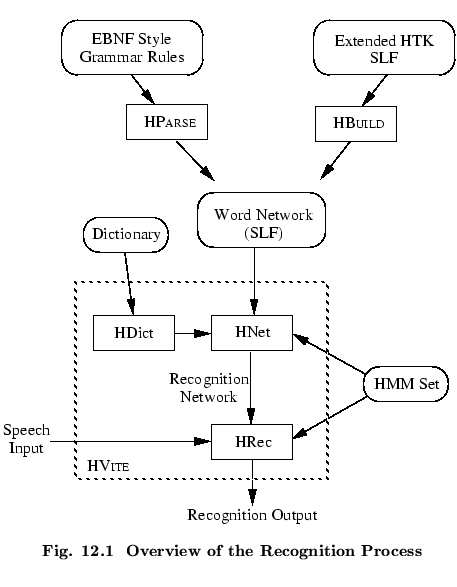 EBNF Style
Grammar Rules
Extended HTK
SLF
HPARSE
HBUILD
Word Network
(SLF)
Dictionary
HDict
HNet
Recognition
Network
HMM Set
Speech
Input
HRec
HVITE
Recognition Output
Fig. 12.1 Overview of the Recognition Process